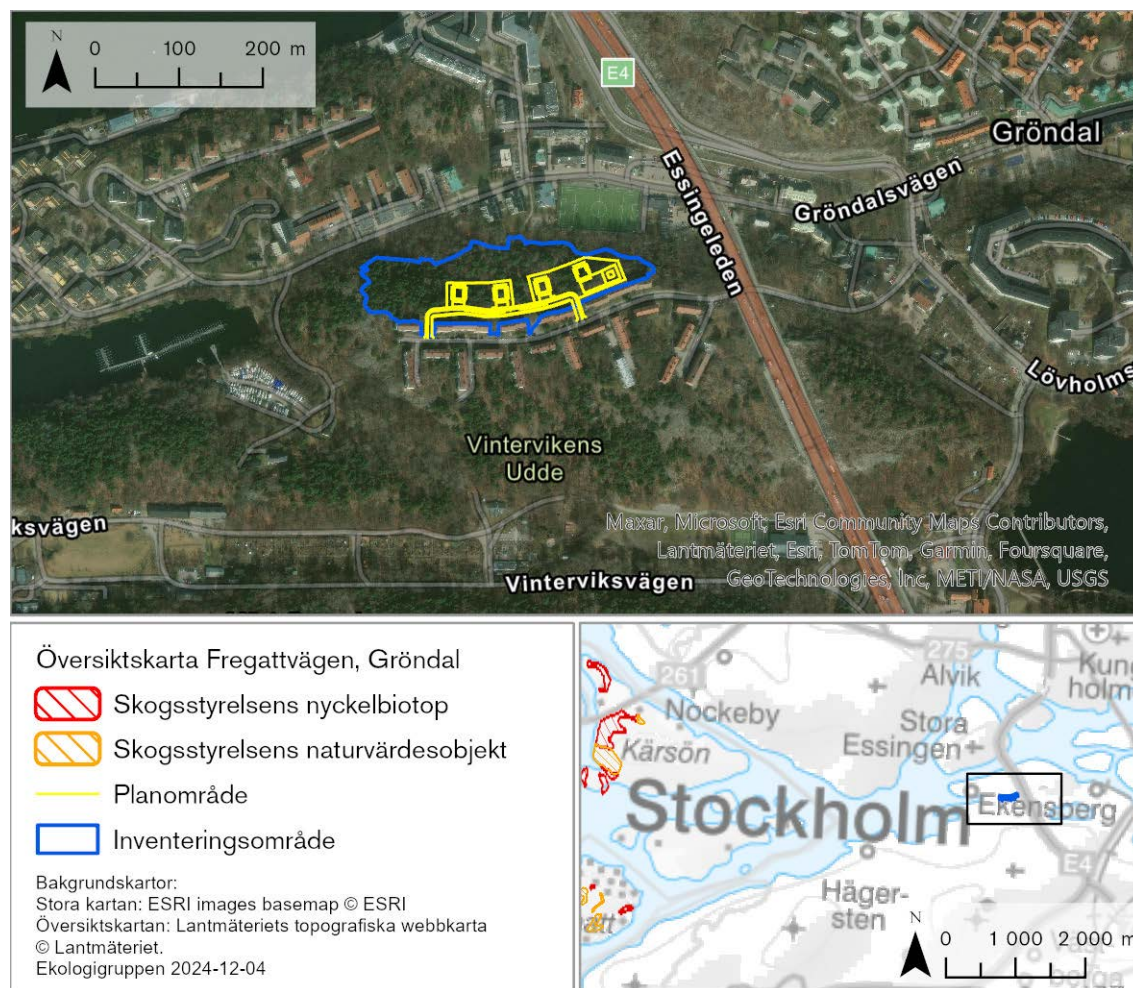 N
0 100 200 m
E4
Gröndal
Essingeleden
Gröndalsvägen
Lövholms
Vintervikens
Udde
ksvägen
Vinterviksvägen
Maxar, Microsoft, Esri Community Maps Contributors,
Lantmäteriet, Esri, TomTom, Garmin, Foursquare,
GeoTechnologies, Inc, METI/NASA, USGS
Översiktskarta Fregattvägen, Gröndal
Skogsstyrelsens nyckelbiotop
Skogsstyrelsens naturvärdesobjekt
Planområde
Inventeringsområde
Bakgrundskartor:
Stora kartan: ESRI images basemap © ESRI
Översiktskartan: Lantmäteriets topografiska webbkarta
© Lantmäteriet.
Ekologigruppen 2024-12-04
275
261
Alvik
Kung
holm
Nockeby
Stora
Essingen
Kärsön
Stockholm
Ekensberg
E4
Häger-
sten
att
N
0 1 000 2 000 m